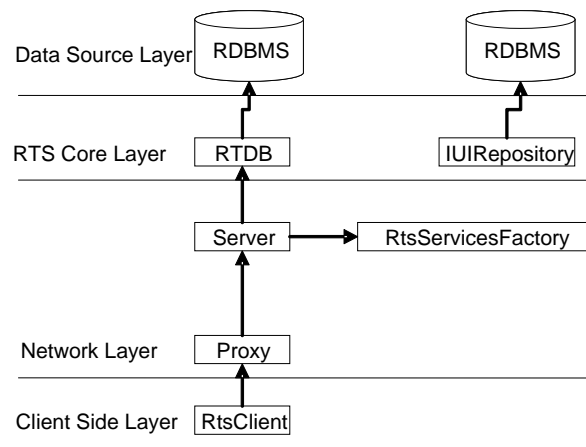 RDBMS
RDBMS
Data Source Layer
RTS Core Layer
RTDB
IUIRepository
Server
RtsServicesFactory
Network Layer
Proxy
Client Side Layer
RtsClient